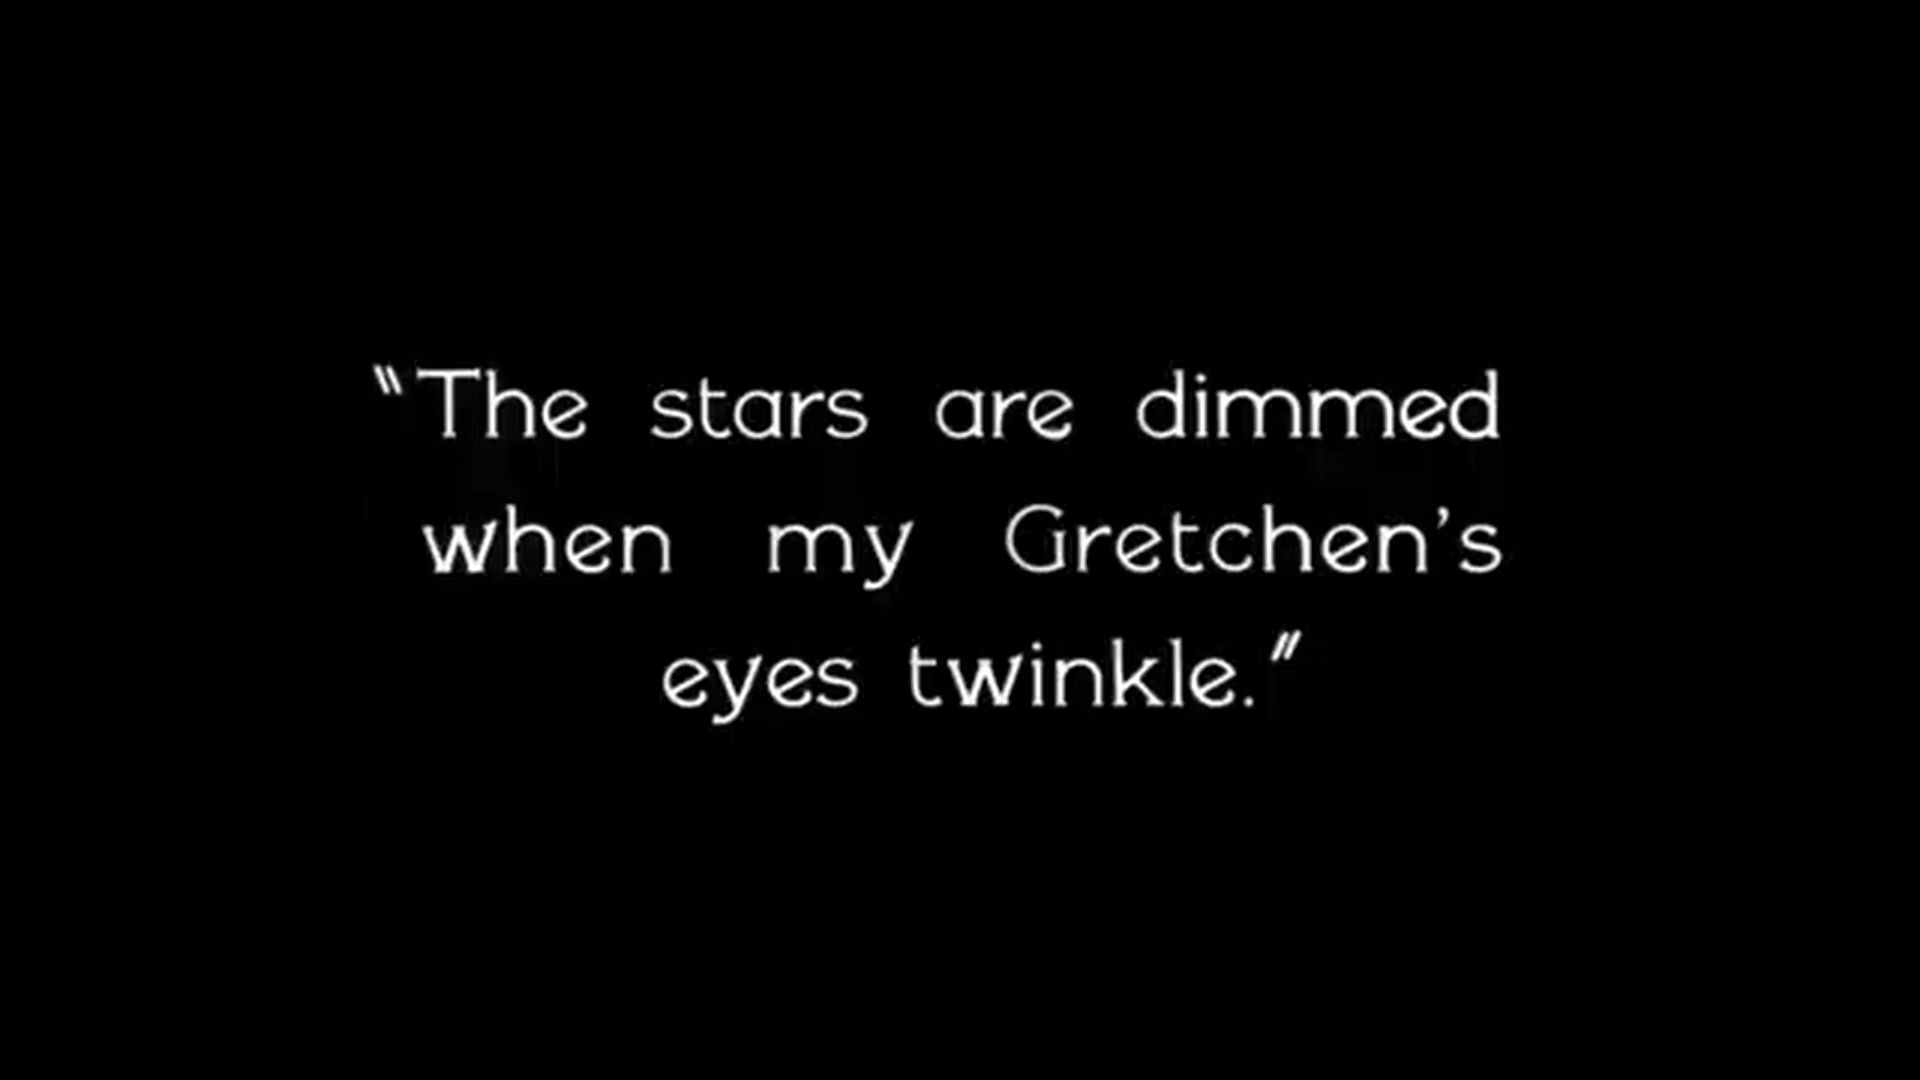 “The stars are dimmed
when my Gretchen’s
eyes twinkle.”